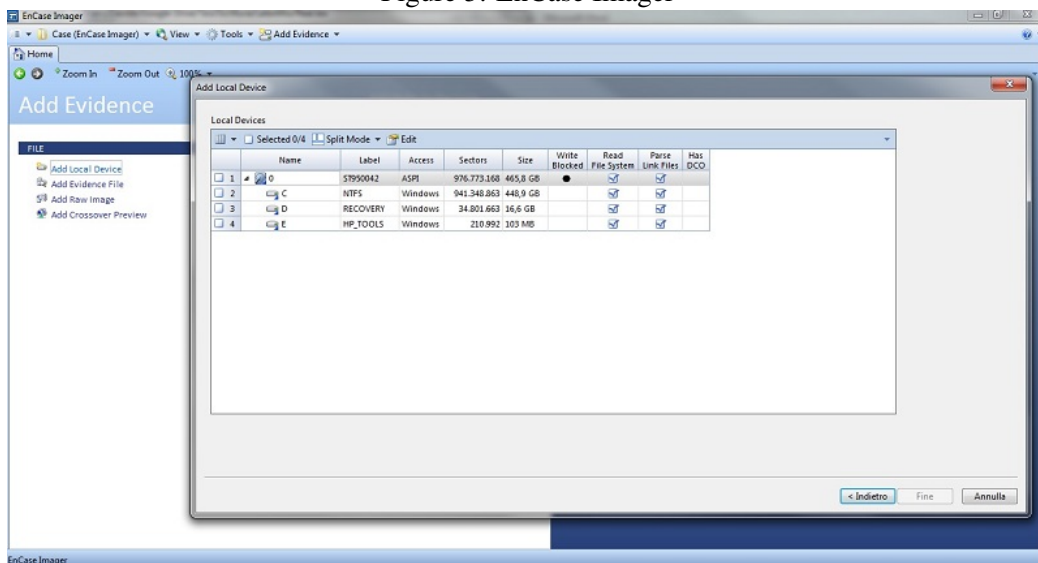 EnCase Imager
Case (EnCase Imager) View Tools Add Evidence
Home
Zoom In Zoom Out 100%
Add Evidence
FILE
Add Local Device
Add Evidence File
Add Raw Image
Add Crossover Preview
Add Local Device
Local Devices
Selected 0/4 Split Mode Edit
Name Label Access Sectors Size Write Blocked Read File System Parse Link Files Has DCO
1 0 ST950042 ASPI 976.773.168 465,8 GB
2 C NTFS Windows 941.348.863 448,9 GB
3 D RECOVERY Windows 34.801.663 16,6 GB
4 E HP_TOOLS Windows 210.992 103 MB
< Indietro Fine Annulla
EnCase Imager